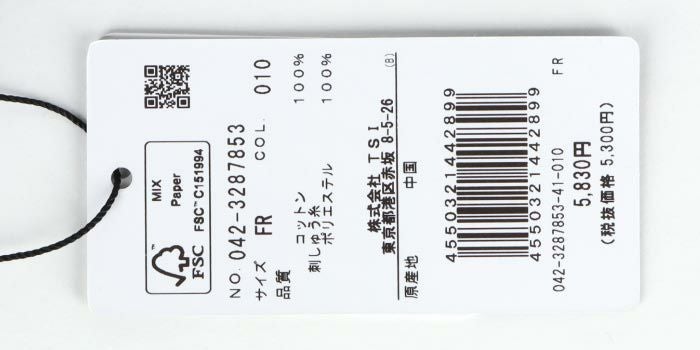 MIX
Paper
FSC™ C151994
FSC™
NO. 042-3287853
COL. 010
サイズ FR
品質
コットン 100%
刺しゅう糸
ポリエステル 100%
株式会社 TSI
東京都港区赤坂 8-5-26 (8)
原産地 中国
4550321442899
4550321442899
042-3287853-41-010 FR
5,830円
(税抜価格 5,300円)